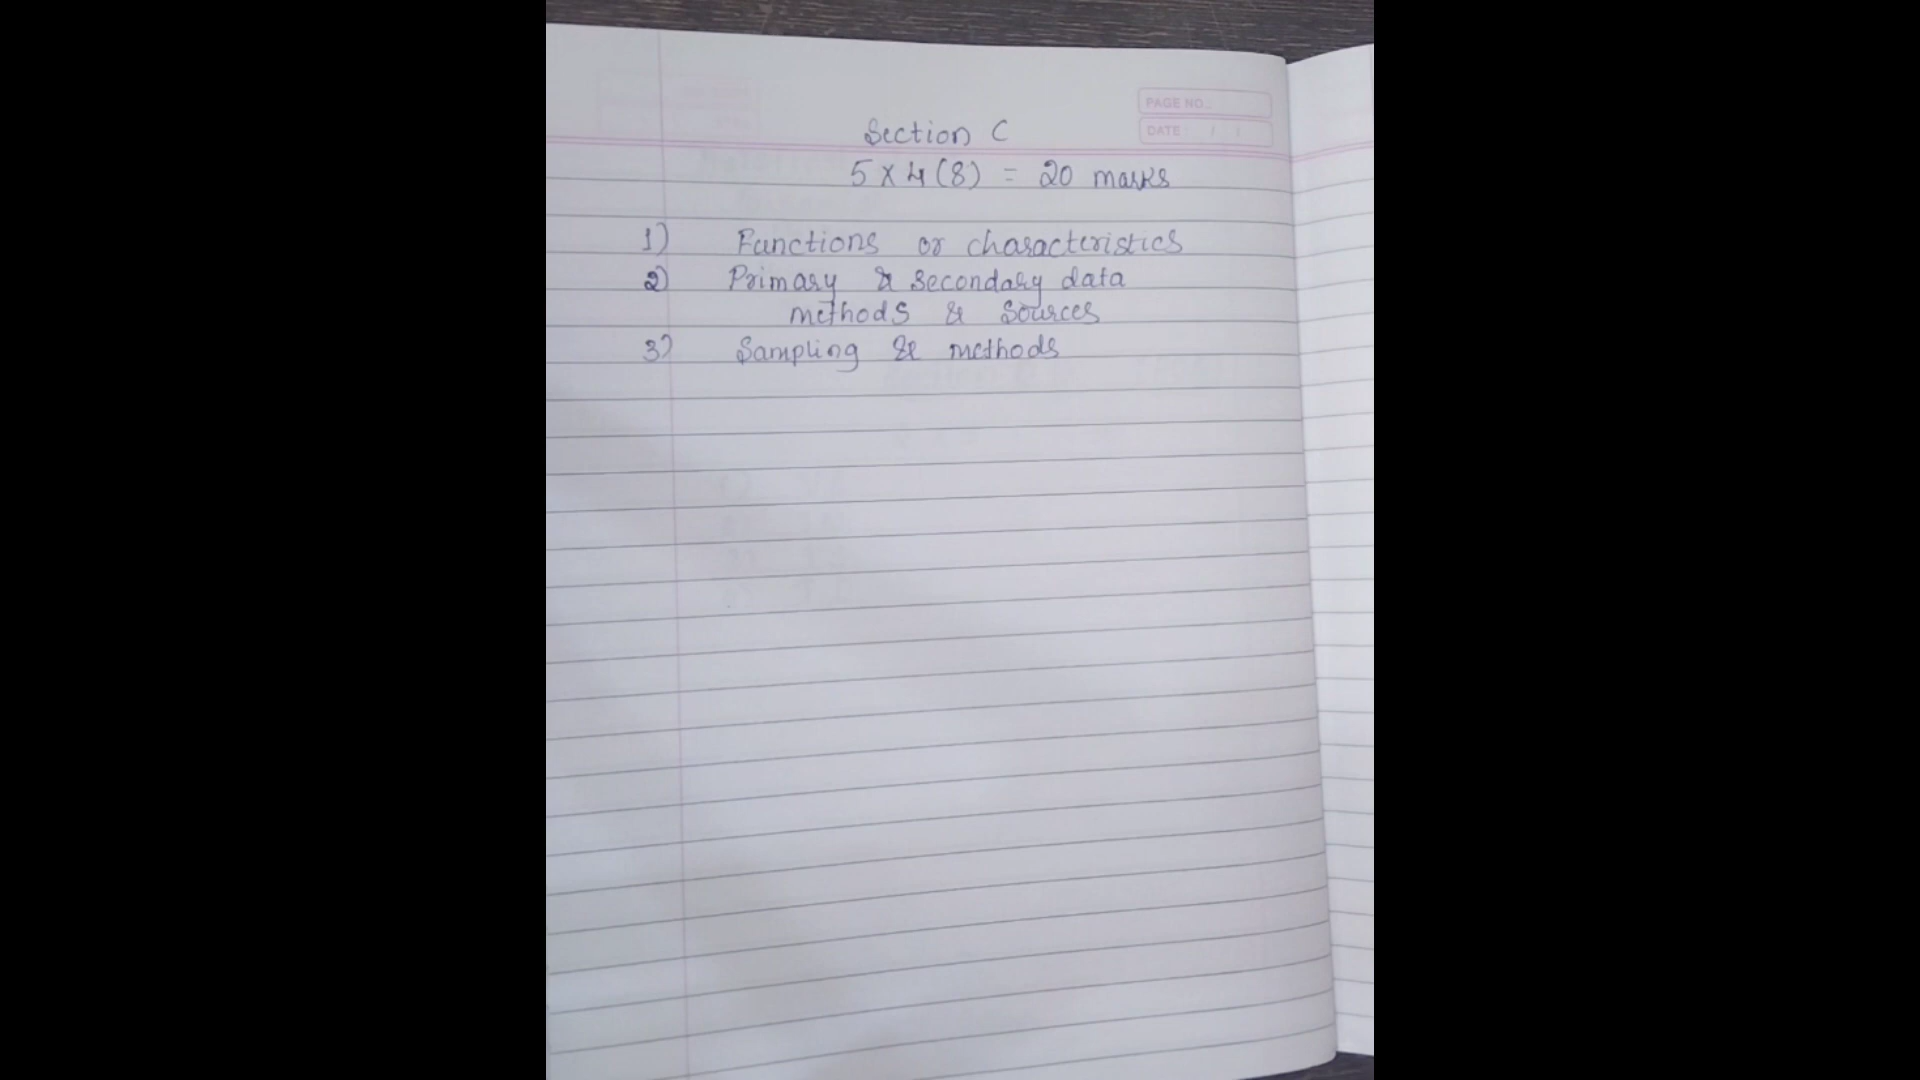 PAGE NO.:
DATE: / /
Section C
5 x 4 (8) = 20 marks
1) Functions or characteristics
2) Primary & Secondary data
methods & Sources
3) Sampling & methods